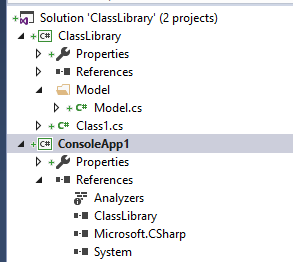 Solution 'ClassLibrary' (2 projects)
C# ClassLibrary
Properties
References
Model
C# Model.cs
C# Class1.cs
C# ConsoleApp1
Properties
References
Analyzers
ClassLibrary
Microsoft.CSharp
System